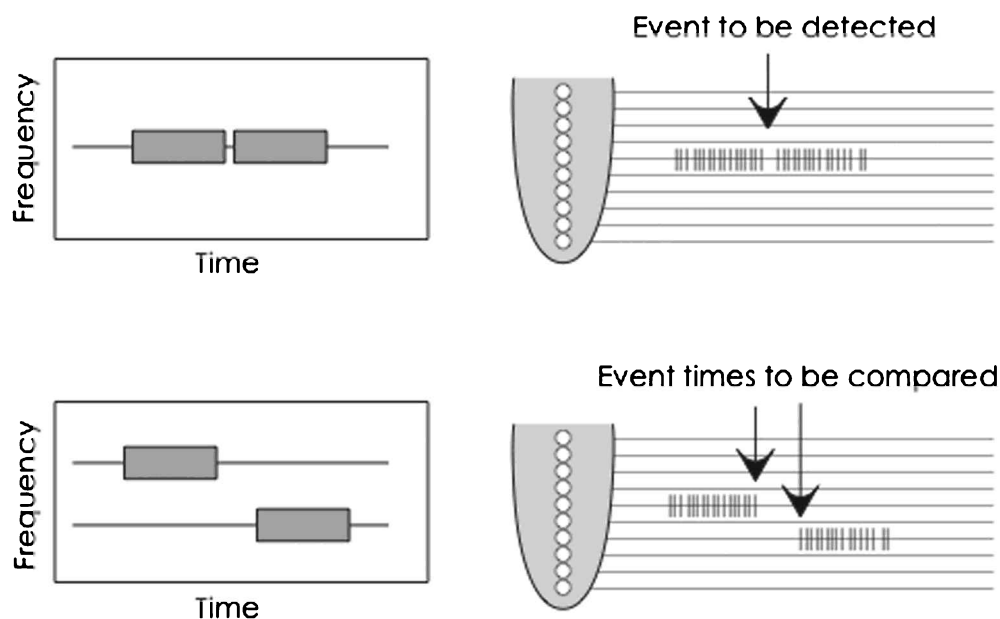 Event to be detected
Frequency
Time
Event times to be compared
Frequency
Time